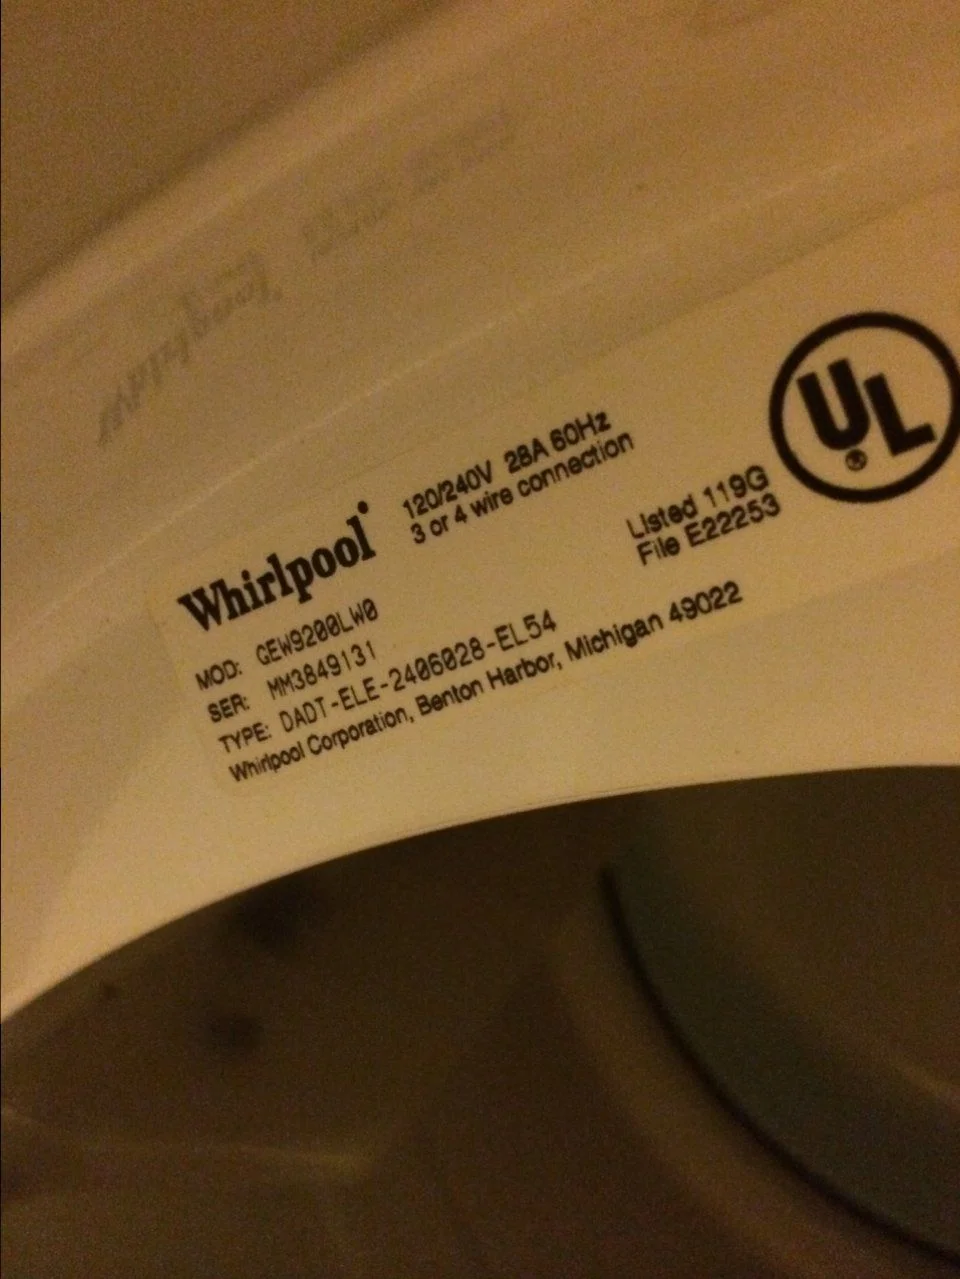 Whirlpool
120/240V 28A 60Hz
3 or 4 wire connection
UL
®
Listed 119G
File E22253
MOD: GEW9200LW0
SER: MM3849131
TYPE: DADT-ELE-2406028-EL54
Whirlpool Corporation, Benton Harbor, Michigan 49022